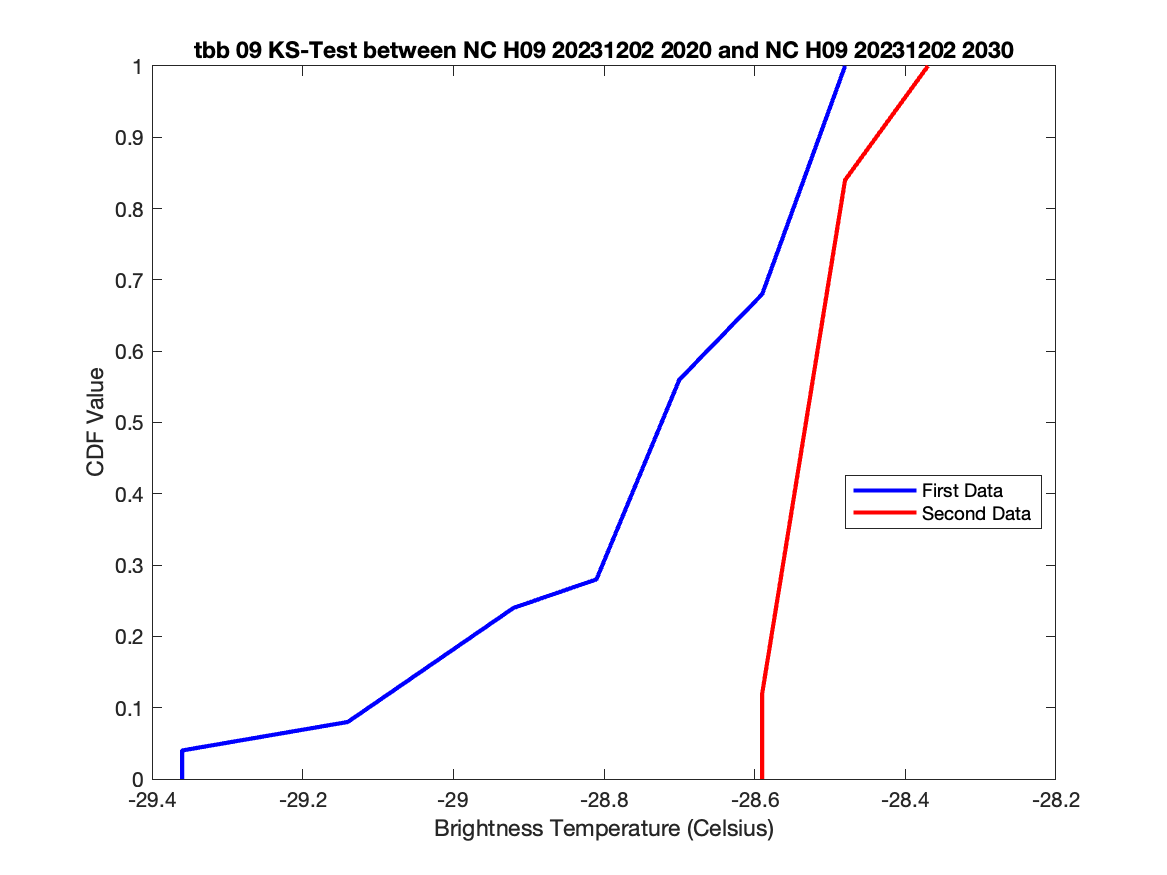 tbb 09 KS-Test between NC H09 20231202 2020 and NC H09 20231202 2030
1
0.9
0.8
0.7
0.6
0.5
0.4
0.3
0.2
0.1
0
CDF Value
First Data
Second Data
-29.4 -29.2 -29 -28.8 -28.6 -28.4 -28.2
Brightness Temperature (Celsius)